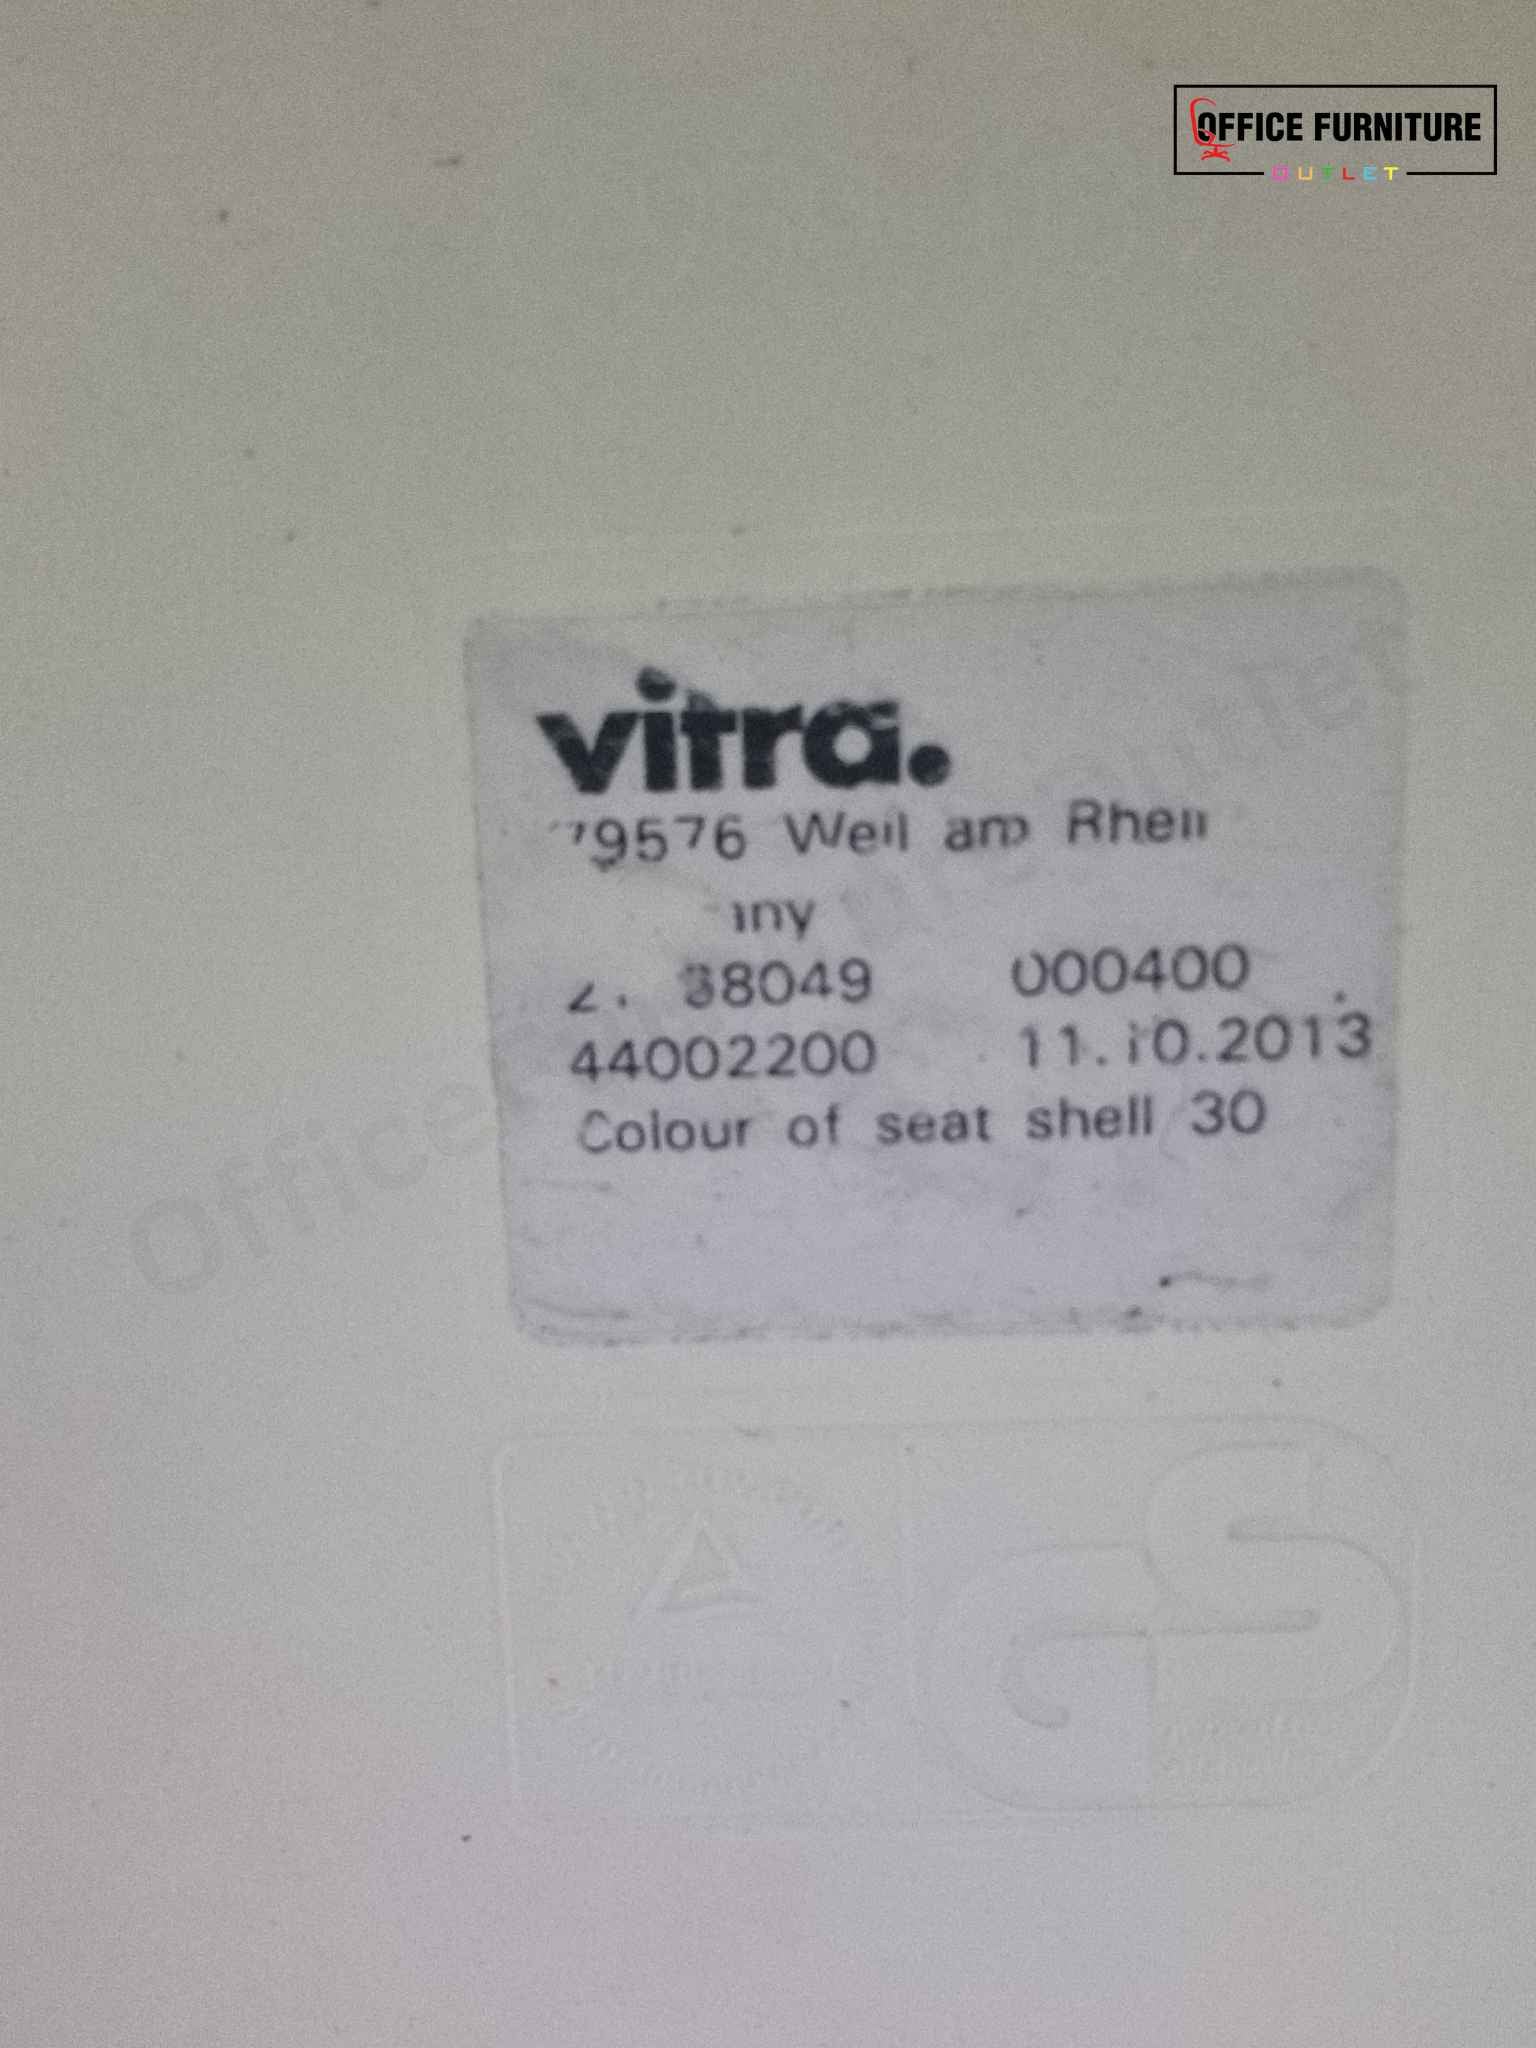 OFFICE FURNITURE
OUTLET
vitra.
79576 Weil am Rhein
38049 000400
44002200 11.10.2013
Colour of seat shell 30
Office